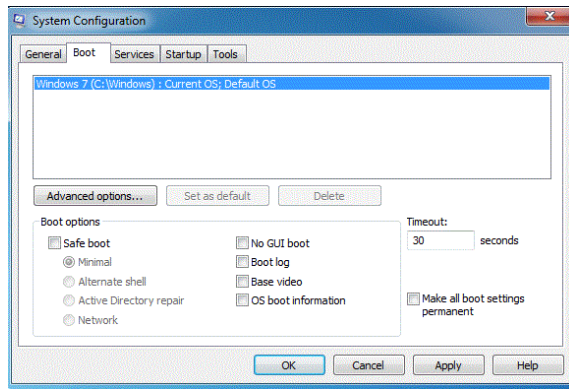 System Configuration
General Boot Services Startup Tools
Windows 7 (C:\Windows) : Current OS; Default OS
Advanced options... Set as default Delete
Boot options
Timeout:
Safe boot No GUI boot 30 seconds
Minimal Boot log
Alternate shell Base video
Active Directory repair OS boot information Make all boot settings
permanent
Network
OK Cancel Apply Help